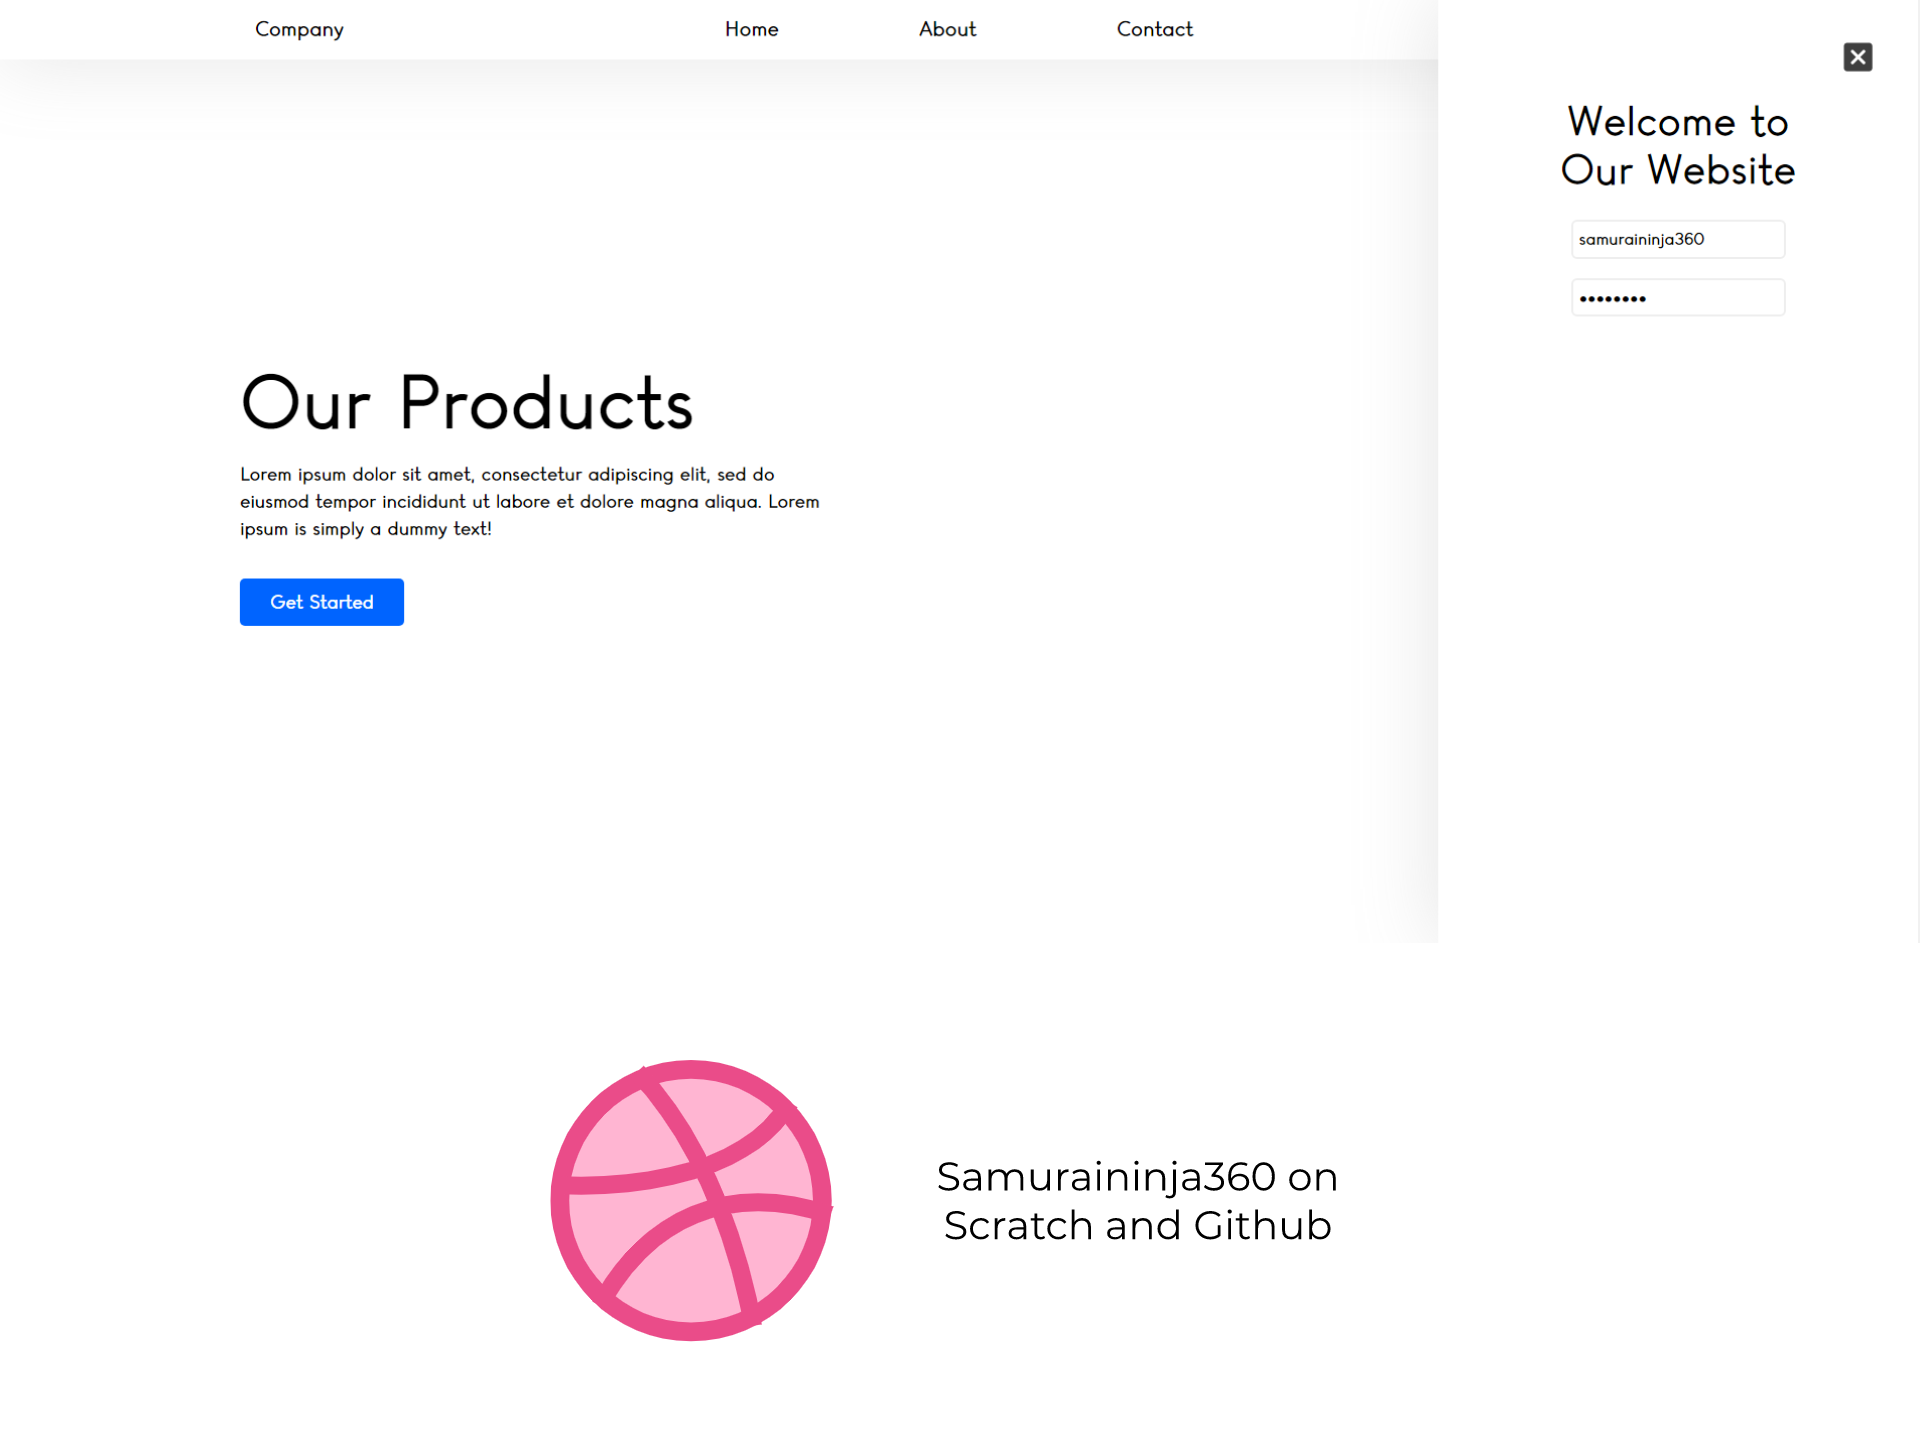 Company
Home
About
Contact
Welcome to
Our Website
samuraininja360
••••••••
Our Products
Lorem ipsum dolor sit amet, consectetur adipiscing elit, sed do
eiusmod tempor incididunt ut labore et dolore magna aliqua. Lorem
ipsum is simply a dummy text!
Get Started
Samuraininja360 on
Scratch and Github